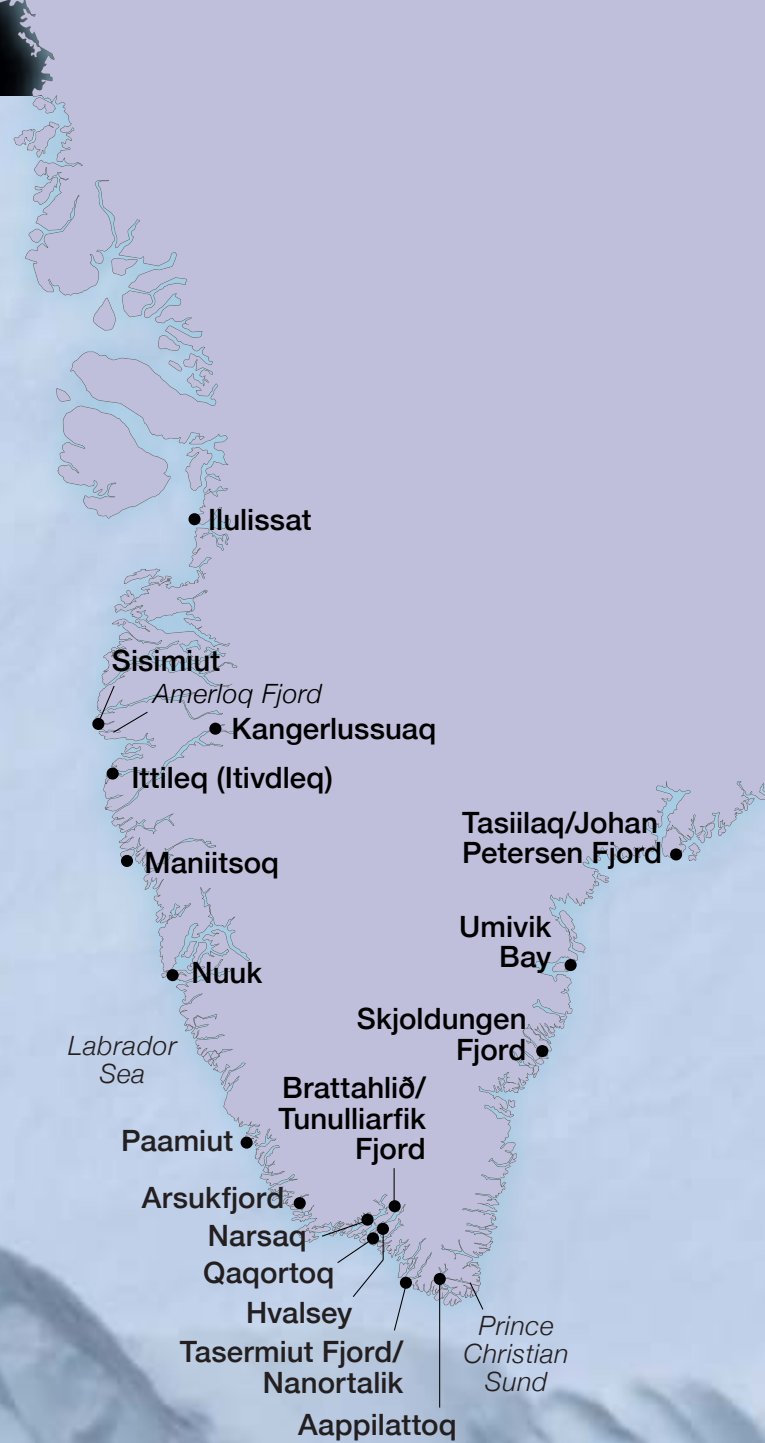 Ilulissat
Sisimiut
Amerloq Fjord
Kangerlussuaq
Ittileq (Itivdleq)
Tasiilaq/Johan
Petersen Fjord
Maniitsoq
Umivik
Bay
Nuuk
Skjoldungen
Fjord
Labrador
Sea
Brattahlið/
Tunulliarfik
Fjord
Paamiut
Arsukfjord
Narsaq
Qaqortoq
Hvalsey
Prince
Christian
Sund
Tasermiut Fjord/
Nanortalik
Aappilattoq